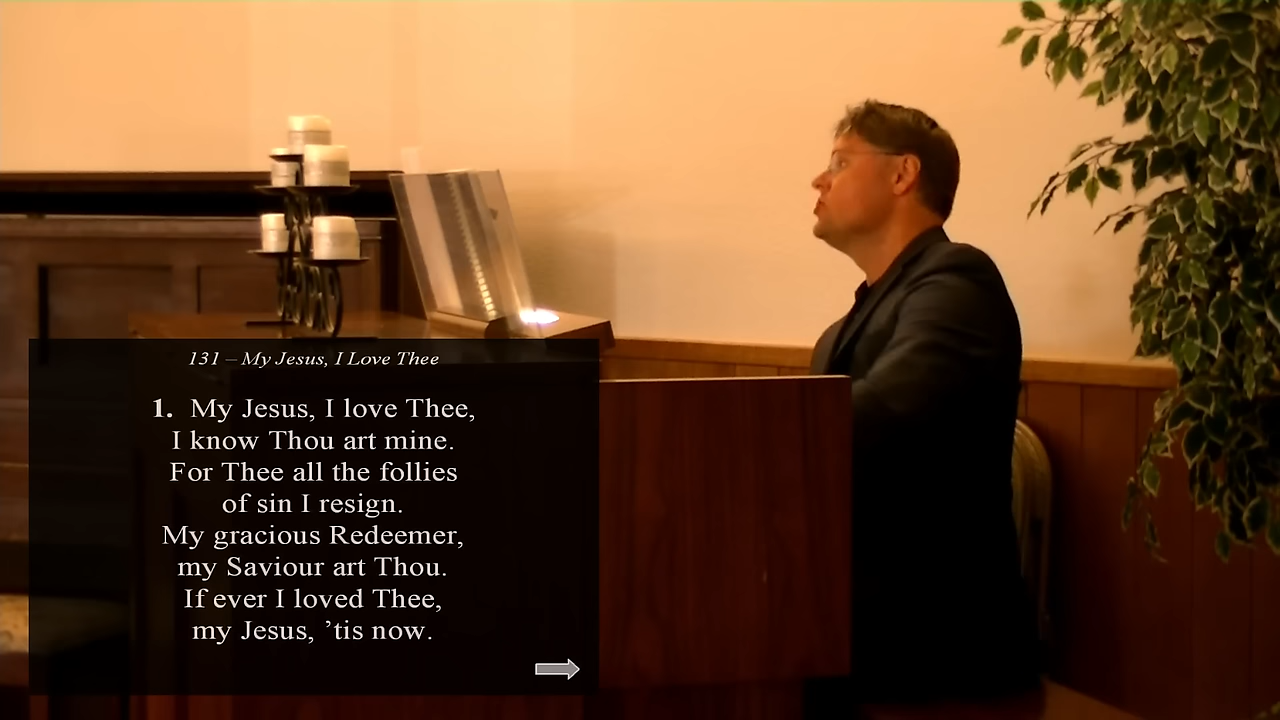 131 – My Jesus, I Love Thee
1. My Jesus, I love Thee,
I know Thou art mine.
For Thee all the follies
of sin I resign.
My gracious Redeemer,
my Saviour art Thou.
If ever I loved Thee,
my Jesus, ’tis now.